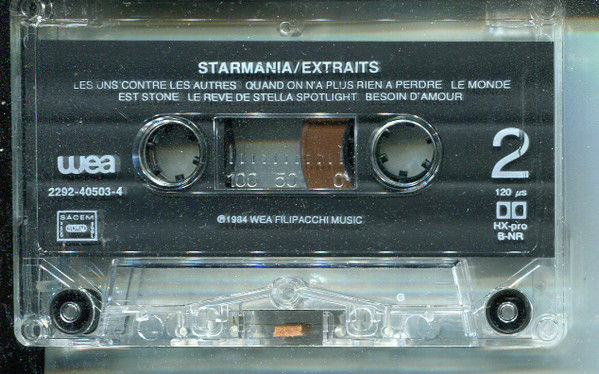 STARMANIA/EXTRAITS
LES UNS CONTRE LES AUTRES QUAND ON N'A PLUS RIEN A PERDRE LE MONDE
EST STONE LE REVE DE STELLA SPOTLIGHT BESOIN D'AMOUR
wea
2292-40503-4
SACEM
100 50 0
2
120 µs
HX-pro
B-NR
℗1984 WEA FILIPACCHI MUSIC